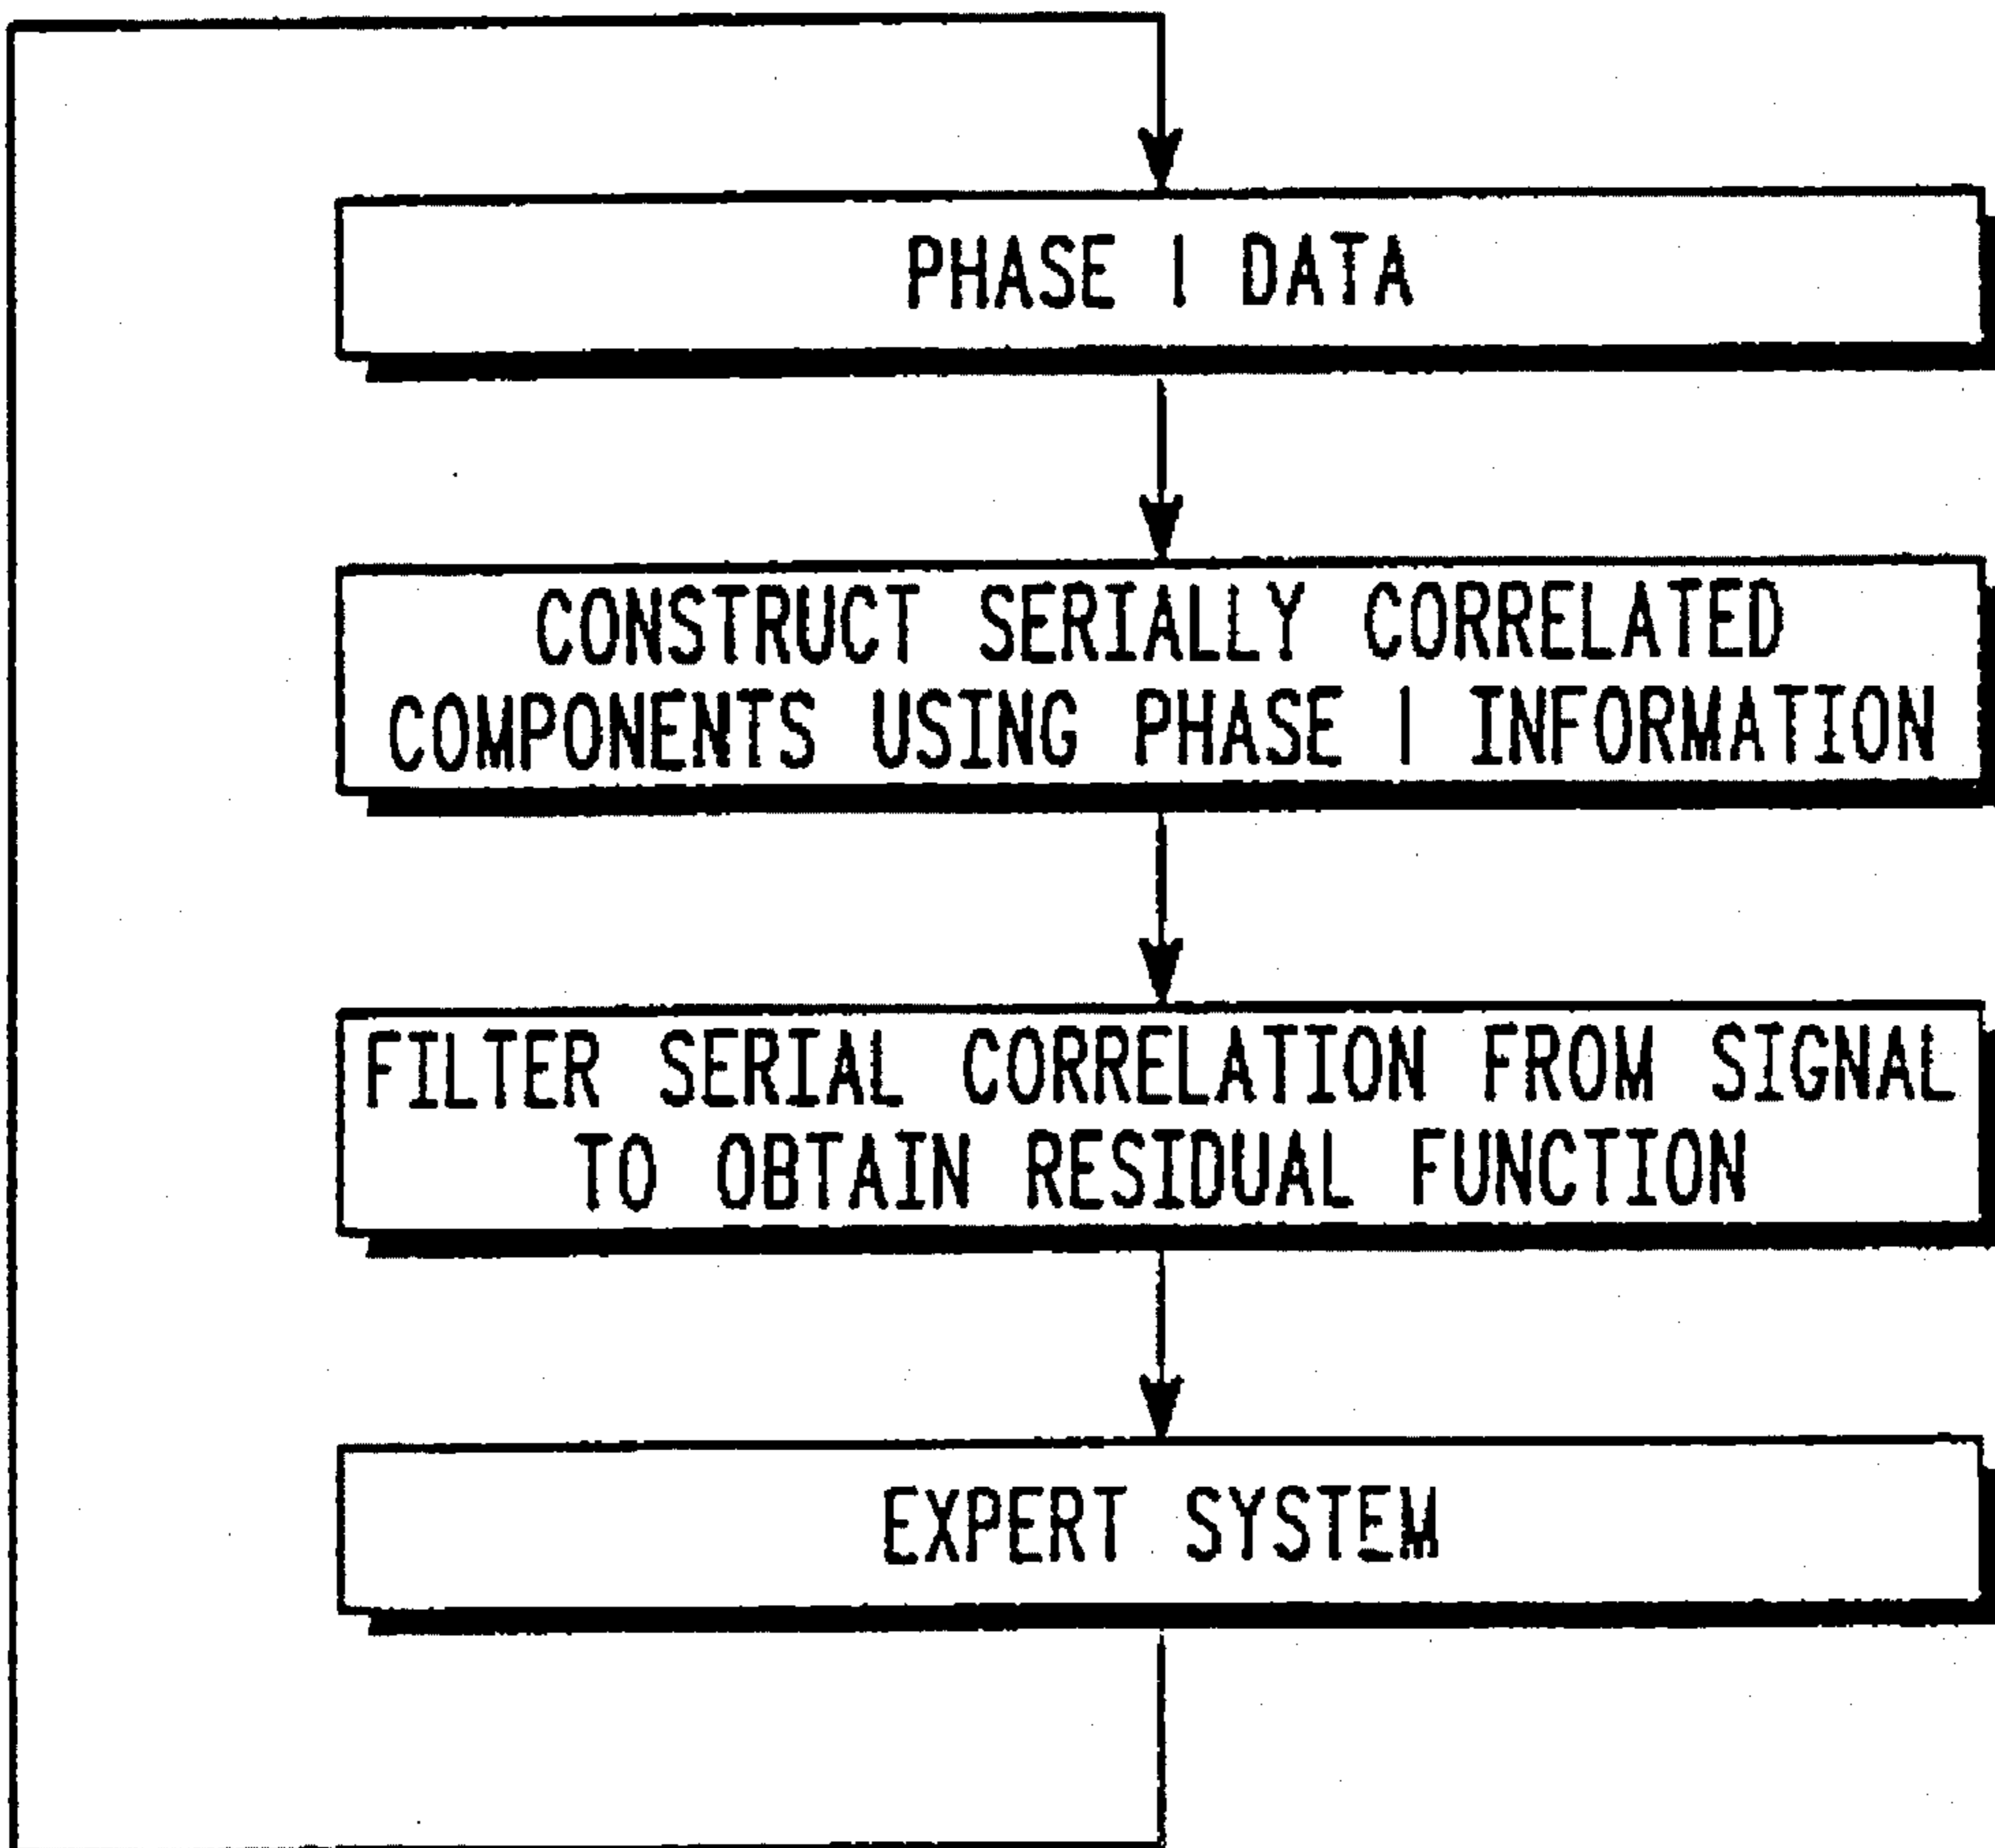 PHASE I DATA
CONSTRUCT SERIALLY CORRELATED
COMPONENTS USING PHASE I INFORMATION
FILTER SERIAL CORRELATION FROM SIGNAL
TO OBTAIN RESIDUAL FUNCTION
EXPERT SYSTEM